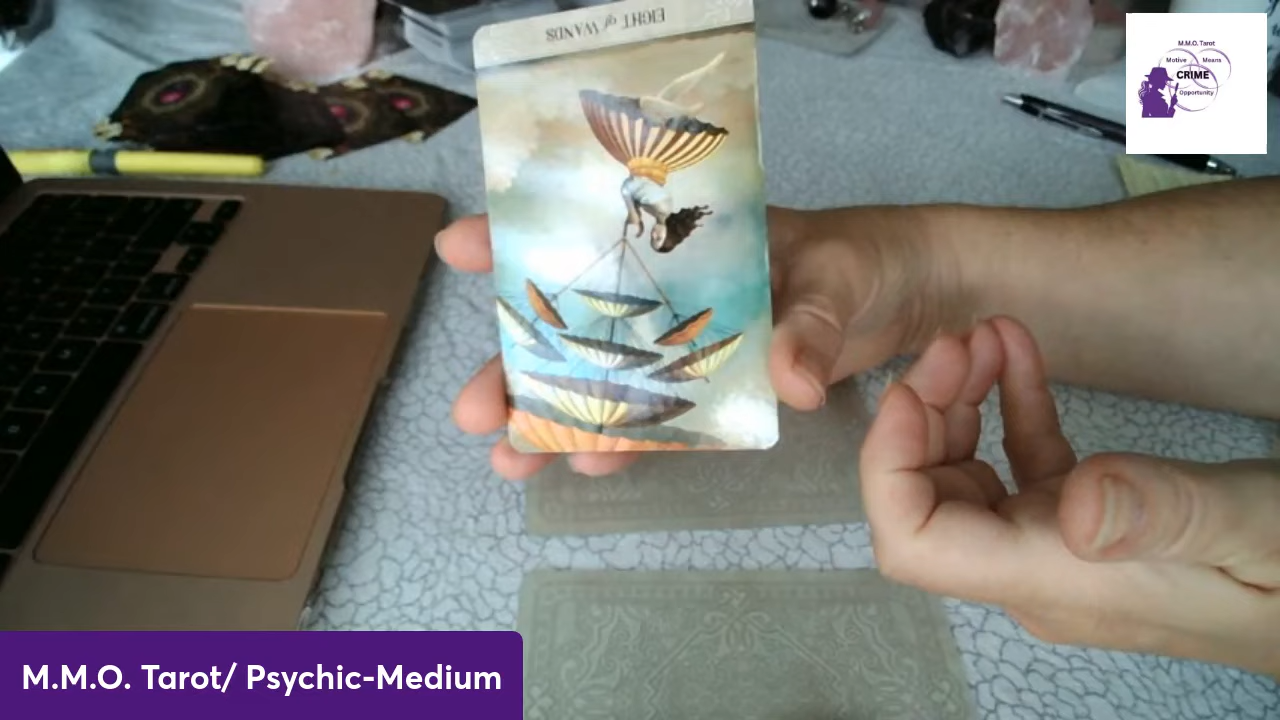 EIGHT of WANDS
M.M.O. Tarot
Motive Means
CRIME
Opportunity
M.M.O. Tarot/ Psychic-Medium